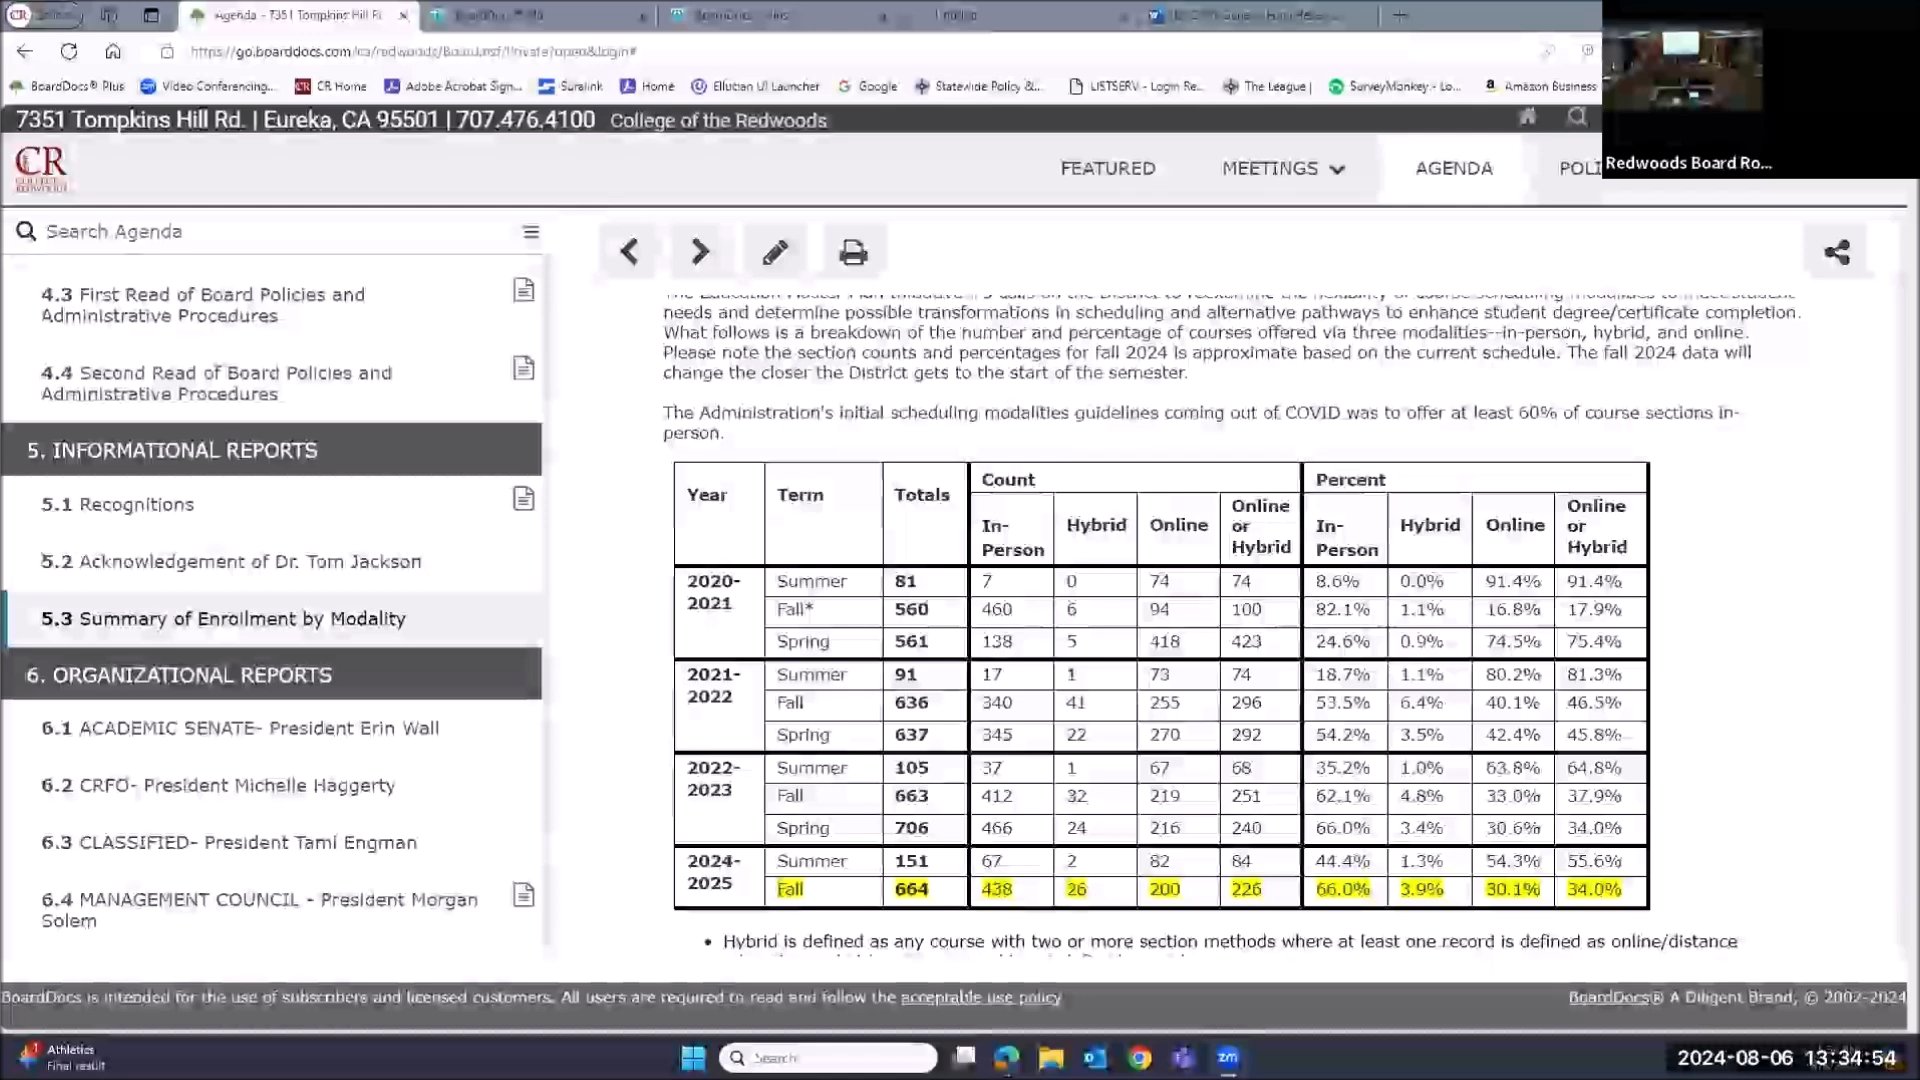 Agenda - 7351 Tompkins Hill R
https://go.boarddocs.com/ca/redwoods/Board.nsf/Private?open&login#
BoardDocs® Plus Video Conferencing... CR Home Adobe Acrobat Sign... Suralink Home Ellucian UI Launcher Google Statewide Policy &... LISTSERV - Login Re... The League | SurveyMonkey - Lo... Amazon Business
Redwoods Board Ro...
7351 Tompkins Hill Rd. | Eureka, CA 95501 | 707.476.4100 College of the Redwoods
CR
FEATURED MEETINGS AGENDA POLI
Search Agenda
4.3 First Read of Board Policies and
Administrative Procedures
4.4 Second Read of Board Policies and
Administrative Procedures
5. INFORMATIONAL REPORTS
5.1 Recognitions
5.2 Acknowledgement of Dr. Tom Jackson
5.3 Summary of Enrollment by Modality
6. ORGANIZATIONAL REPORTS
6.1 ACADEMIC SENATE- President Erin Wall
6.2 CRFO- President Michelle Haggerty
6.3 CLASSIFIED- President Tami Engman
6.4 MANAGEMENT COUNCIL - President Morgan
Solem
needs and determine possible transformations in scheduling and alternative pathways to enhance student degree/certificate completion.
What follows is a breakdown of the number and percentage of courses offered via three modalities--in-person, hybrid, and online.
Please note the section counts and percentages for fall 2024 is approximate based on the current schedule. The fall 2024 data will
change the closer the District gets to the start of the semester.
The Administration's initial scheduling modalities guidelines coming out of COVID was to offer at least 60% of course sections in-
person.
Year Term Totals Count Percent
In-Person Hybrid Online Online or Hybrid In-Person Hybrid Online Online or Hybrid
2020-2021 Summer 81 7 0 74 74 8.6% 0.0% 91.4% 91.4%
Fall* 560 460 6 94 100 82.1% 1.1% 16.8% 17.9%
Spring 561 138 5 418 423 24.6% 0.9% 74.5% 75.4%
2021-2022 Summer 91 17 1 73 74 18.7% 1.1% 80.2% 81.3%
Fall 636 340 41 255 296 53.5% 6.4% 40.1% 46.5%
Spring 637 345 22 270 292 54.2% 3.5% 42.4% 45.8%
2022-2023 Summer 105 37 1 67 68 35.2% 1.0% 63.8% 64.8%
Fall 663 412 32 219 251 62.1% 4.8% 33.0% 37.9%
Spring 706 466 24 216 240 66.0% 3.4% 30.6% 34.0%
2024-2025 Summer 151 67 2 82 84 44.4% 1.3% 54.3% 55.6%
Fall 664 438 26 200 226 66.0% 3.9% 30.1% 34.0%
• Hybrid is defined as any course with two or more section methods where at least one record is defined as online/distance
BoardDocs is intended for the use of subscribers and licensed customers. All users are required to read and follow the acceptable use policy
BoardDocs® A Diligent Brand, © 2002-2024
Athletics
Final result
Search
zm
2024-08-06 13:34:54